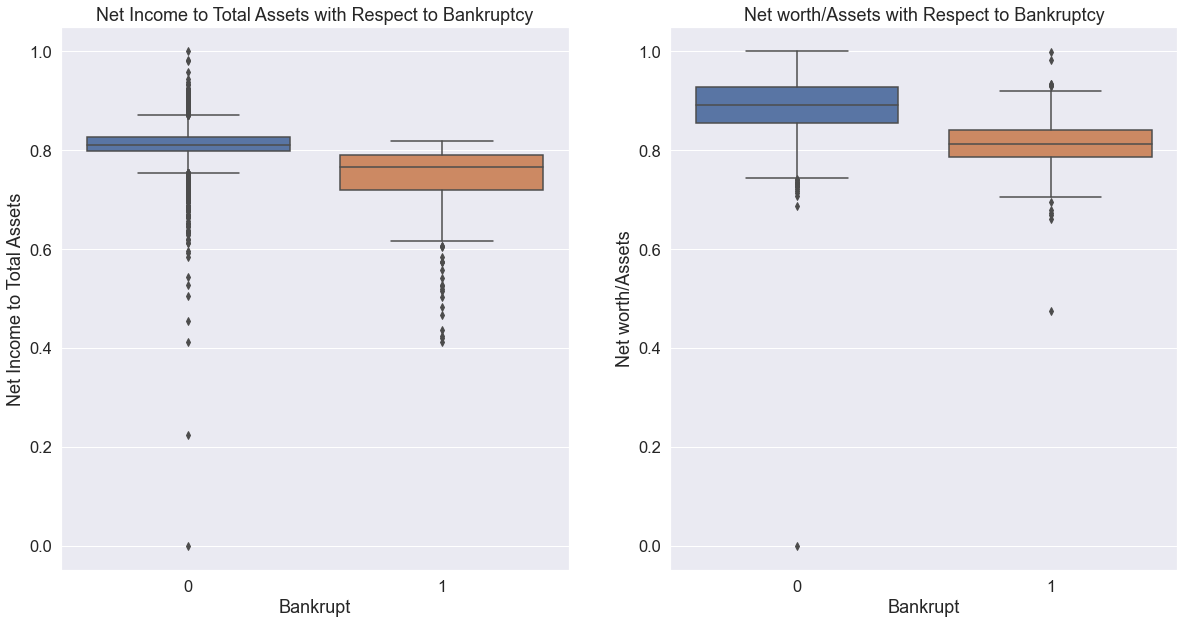 Net Income to Total Assets with Respect to Bankruptcy
Net Income to Total Assets
1.0
0.8
0.6
0.4
0.2
0.0
0
1
Bankrupt
Net worth/Assets with Respect to Bankruptcy
Net worth/Assets
1.0
0.8
0.6
0.4
0.2
0.0
0
1
Bankrupt